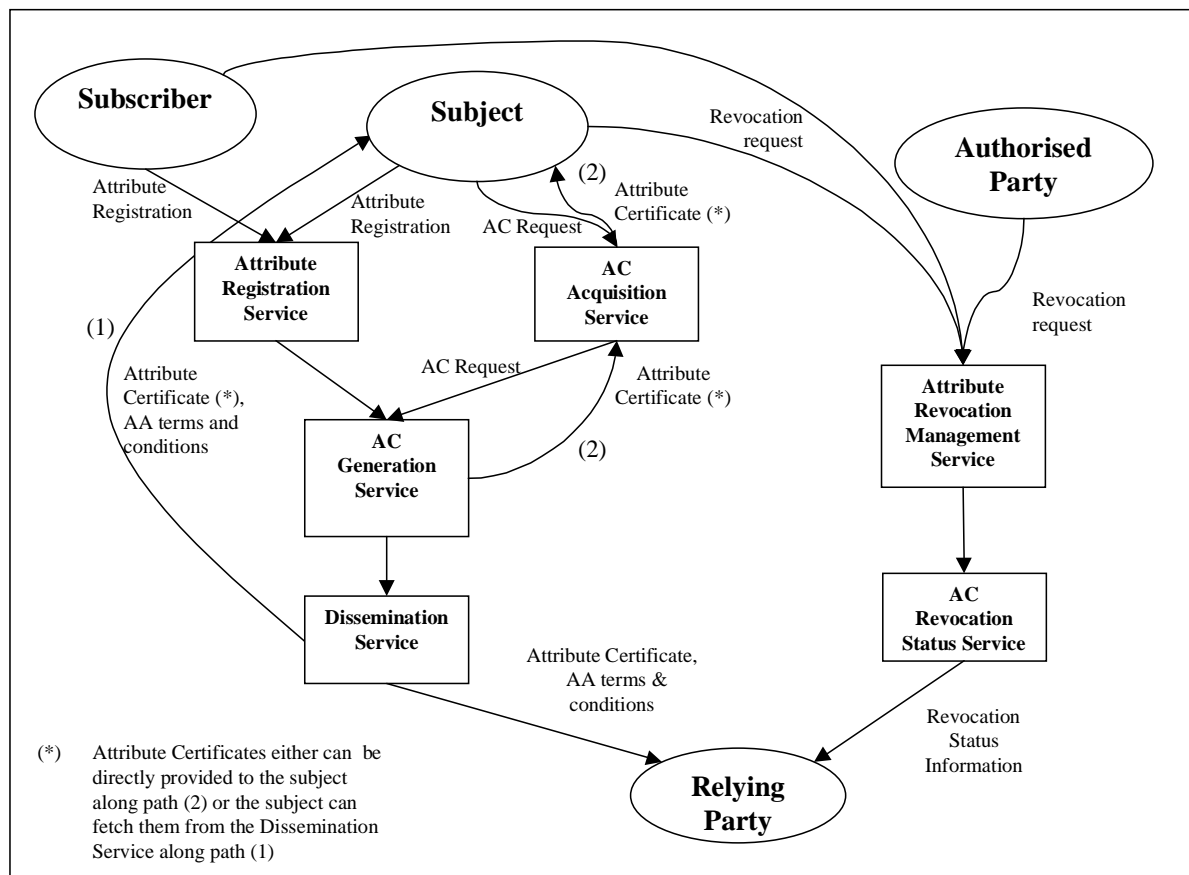 Subscriber
Subject
Revocation
request
Authorised
Party
(2)
Attribute
Registration
Attribute
Registration
Attribute
Certificate (*)
AC Request
Attribute
Registration
Service
AC
Acquisition
Service
Revocation
request
(1)
AC Request
Attribute
Certificate (*)
Attribute
Certificate (*),
AA terms and
conditions
Attribute
Revocation
Management
Service
AC
Generation
Service
(2)
AC
Revocation
Status Service
Dissemination
Service
Attribute Certificate,
AA terms &
conditions
Revocation
Status
Information
Relying
Party
(*) Attribute Certificates either can be
directly provided to the subject
along path (2) or the subject can
fetch them from the Dissemination
Service along path (1)